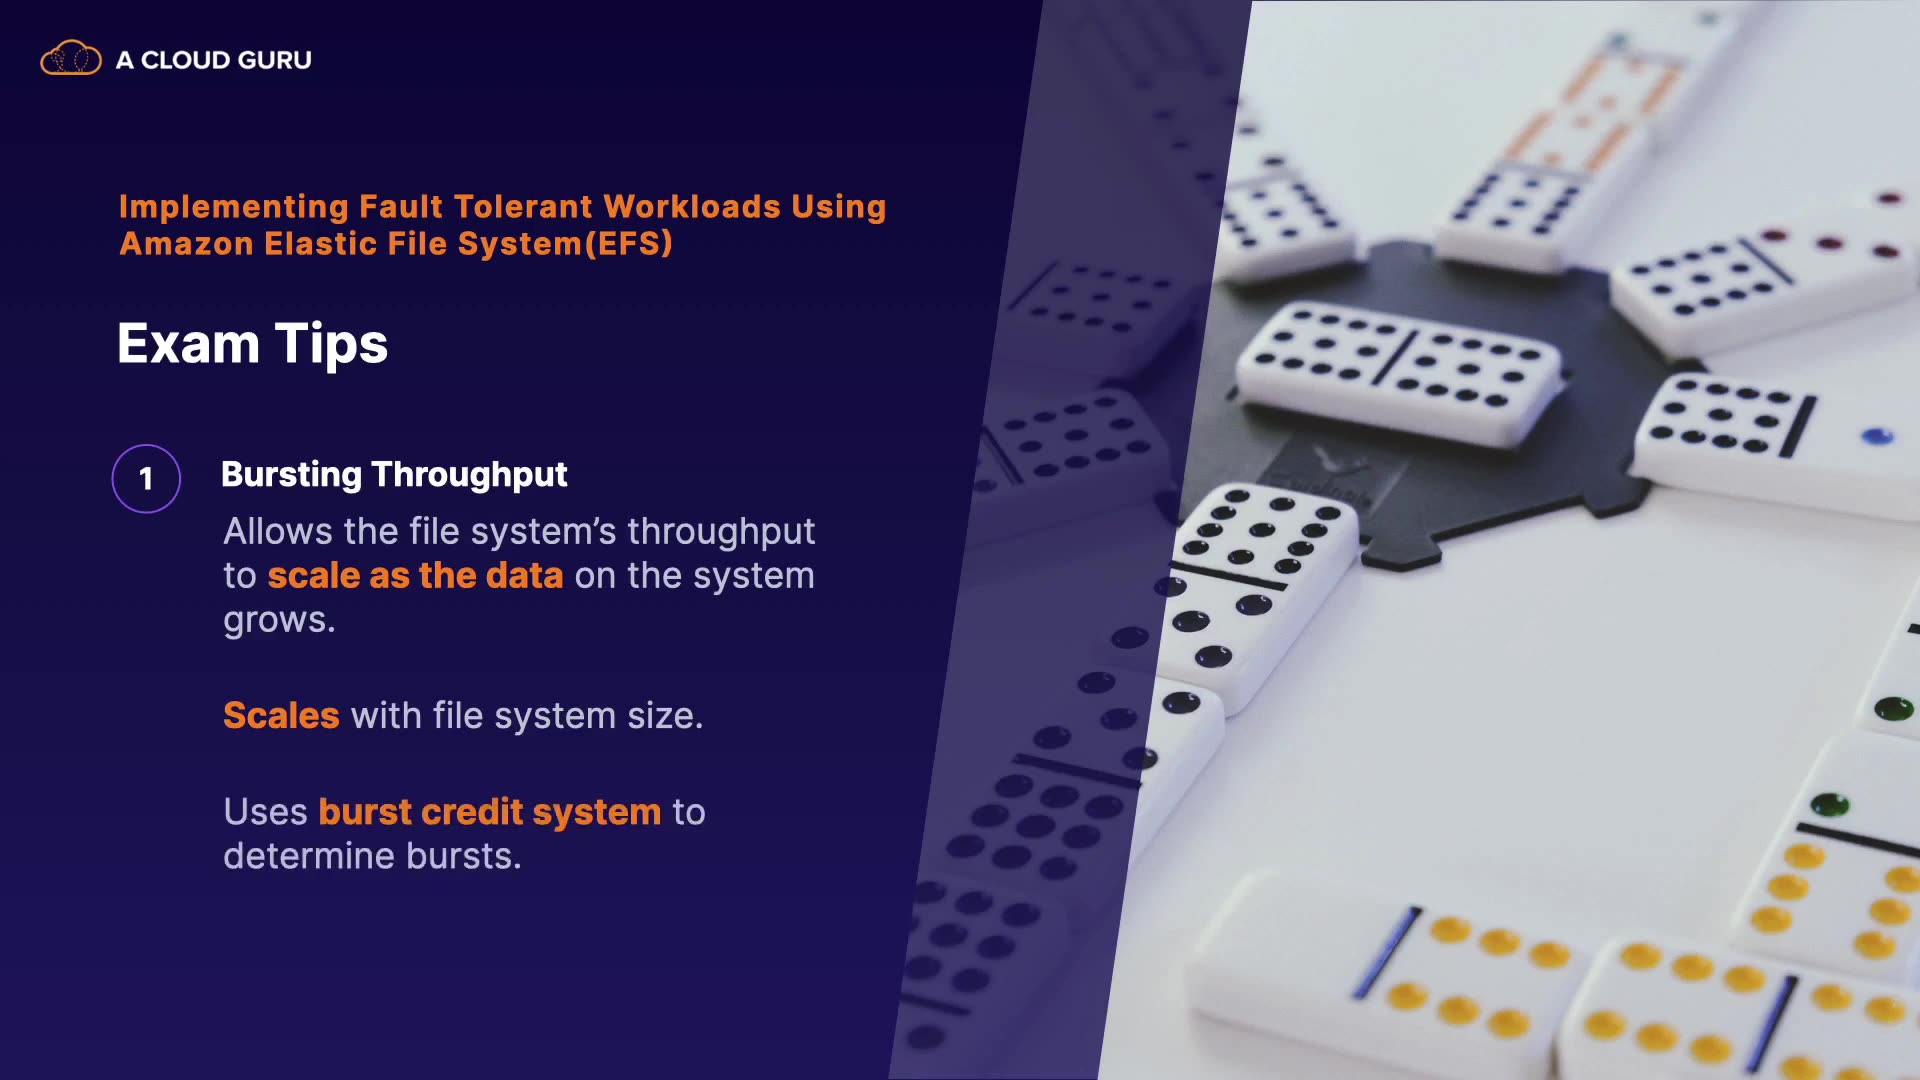 A CLOUD GURU
Implementing Fault Tolerant Workloads Using
Amazon Elastic File System(EFS)
Exam Tips
1
Bursting Throughput
Allows the file system’s throughput
to scale as the data on the system
grows.
Scales with file system size.
Uses burst credit system to
determine bursts.